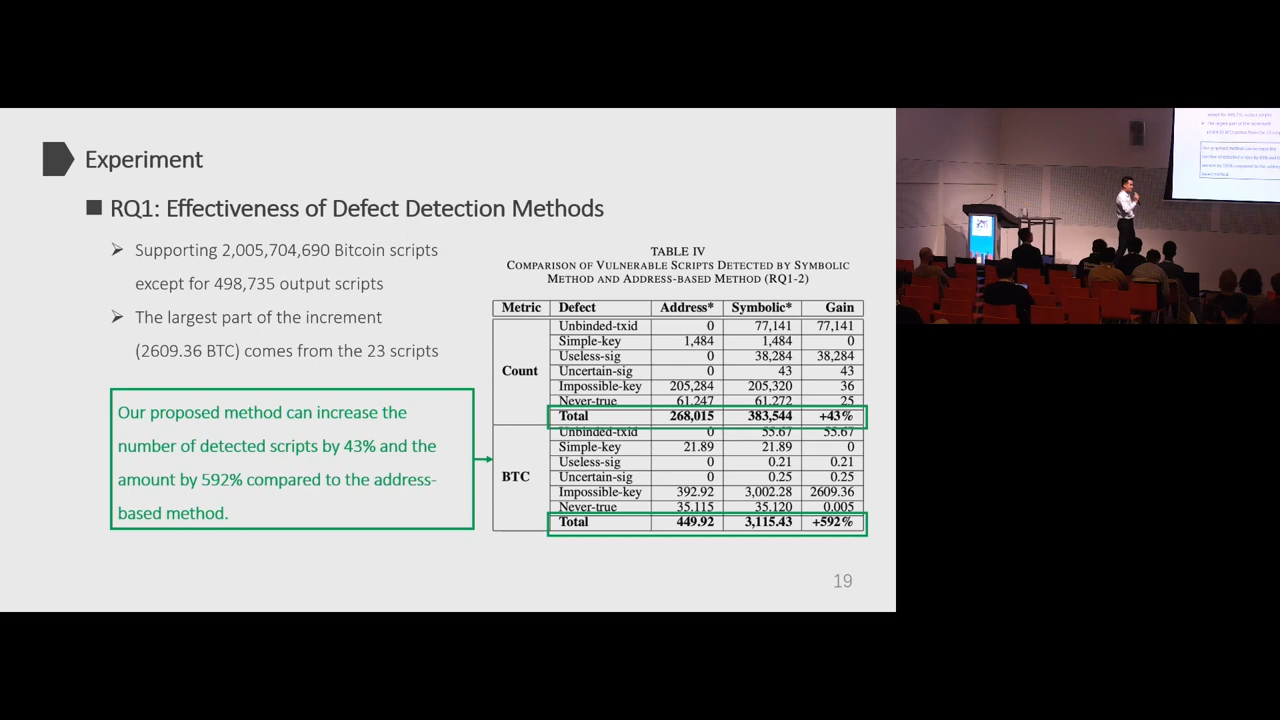 Experiment
RQ1: Effectiveness of Defect Detection Methods
Supporting 2,005,704,690 Bitcoin scripts
except for 498,735 output scripts
The largest part of the increment
(2609.36 BTC) comes from the 23 scripts
Our proposed method can increase the
number of detected scripts by 43% and the
amount by 592% compared to the address-
based method.
TABLE IV
COMPARISON OF VULNERABLE SCRIPTS DETECTED BY SYMBOLIC
METHOD AND ADDRESS-BASED METHOD (RQ1-2)
Metric Defect Address* Symbolic* Gain
Count
Unbinded-txid 0 77,141 77,141
Simple-key 1,484 1,484 0
Useless-sig 0 38,284 38,284
Uncertain-sig 0 43 43
Impossible-key 205,284 205,320 36
Never-true 61,247 61,272 25
Total 268,015 383,544 +43%
BTC
Unbinded-txid 0 55.67 55.67
Simple-key 21.89 21.89 0
Useless-sig 0 0.21 0.21
Uncertain-sig 0 0.25 0.25
Impossible-key 392.92 3,002.28 2609.36
Never-true 35.115 35.120 0.005
Total 449.92 3,115.43 +592%
19